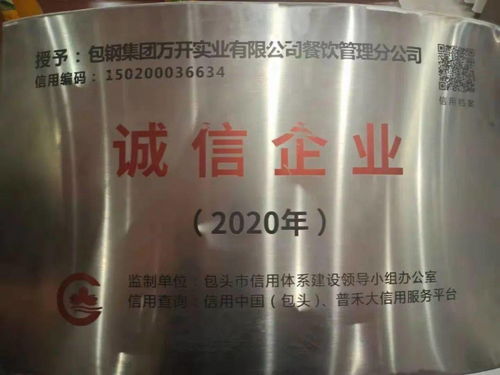 授予：包钢集团万开实业有限公司餐饮管理分公司
信用编码：150200036634
信用档案
诚信企业
（2020年）
监制单位：包头市信用体系建设领导小组办公室
信用查询：信用中国（包头）、普禾大信用服务平台